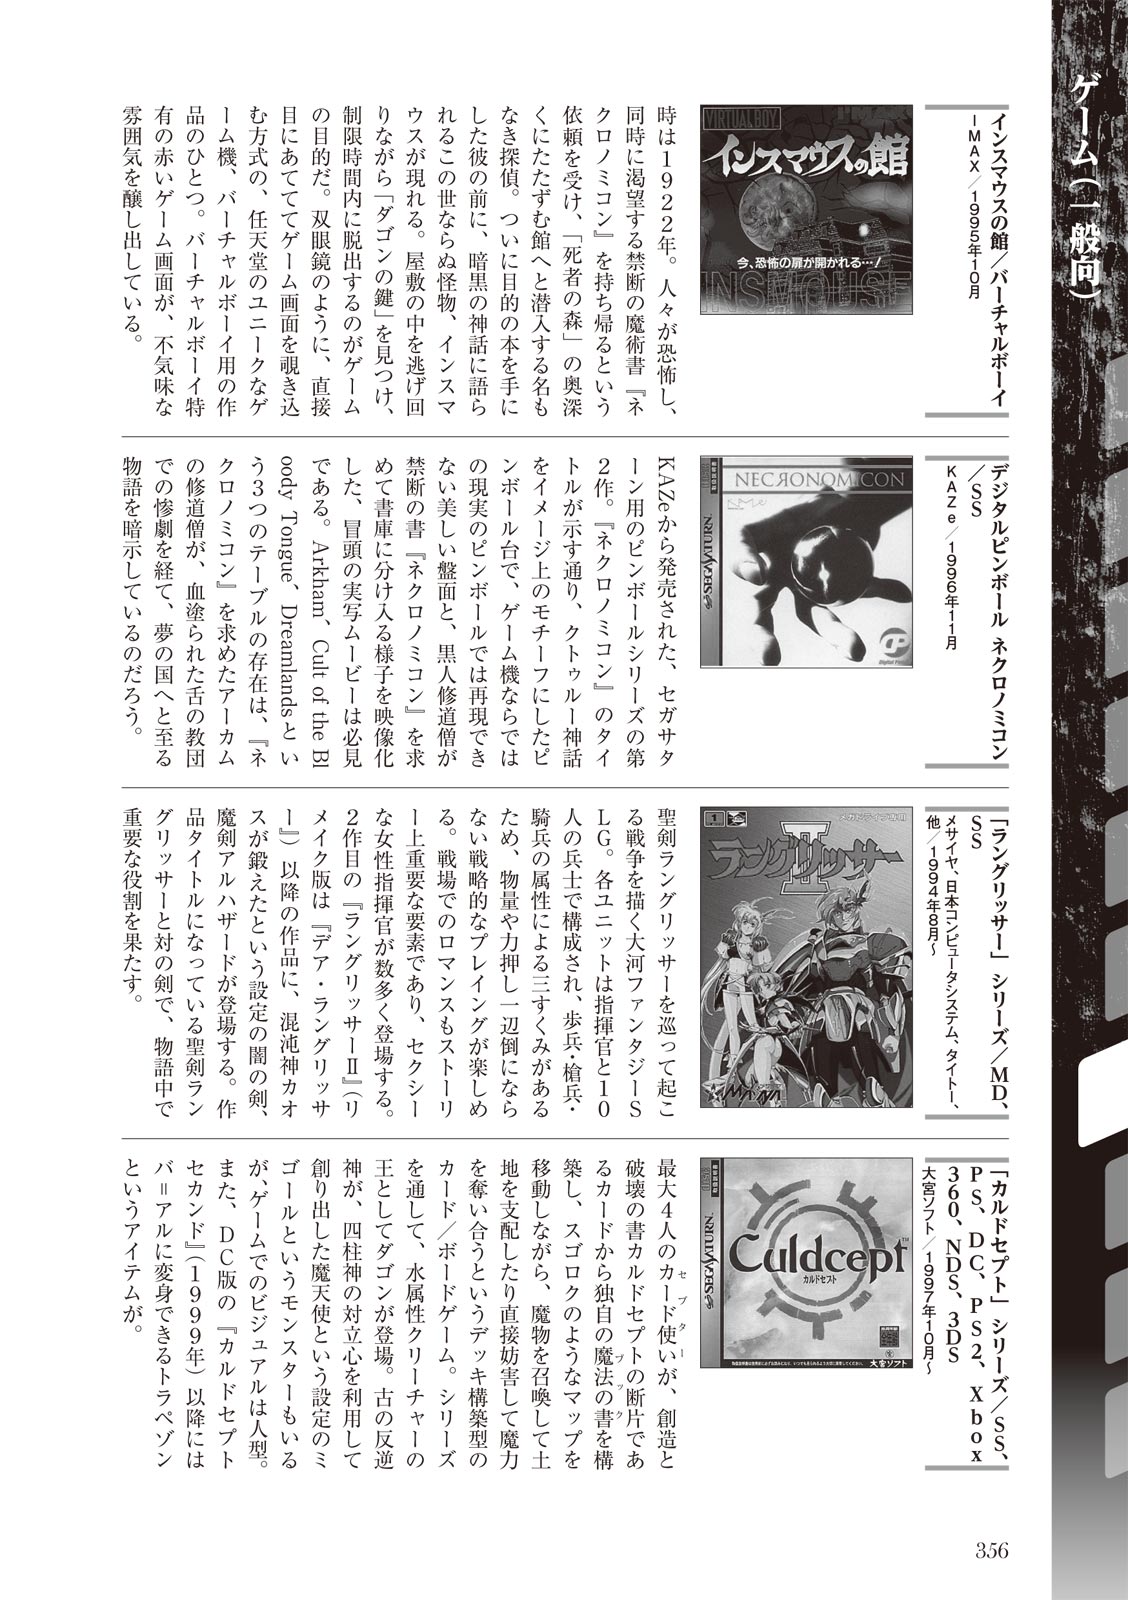 ゲーム(一般向)
インスマウスの館/バーチャルボーイ
IMAX/1995年10月
VIRTUAL BOY
I'MAX
インスマウスの館
今、恐怖の扉が開かれる…!
INSMOUSE
時は1922年。人々が恐怖し、
同時に渇望する禁断の魔術書『ネ
クロノミコン』を持ち帰るという
依頼を受け、「死者の森」の奥深
くにたたずむ館へと潜入する名も
なき探偵。ついに目的の本を手に
した彼の前に、暗黒の神話に語ら
れるこの世ならぬ怪物、インスマ
ウスが現れる。屋敷の中を逃げ回
りながら「ダゴンの鍵」を見つけ、
制限時間内に脱出するのがゲーム
の目的だ。双眼鏡のように、直接
目にあててゲーム画面を覗き込
む方式の、任天堂のユニークなゲ
ーム機、バーチャルボーイ用の作
品のひとつ。バーチャルボーイ特
有の赤いゲーム画面が、不気味な
雰囲気を醸し出している。
デジタルピンボール ネクロノミコン
/SS
KAZe/1996年11月
NECRONOMICON
SEGA SATURN
KAZeから発売された、セガサタ
ーン用のピンボールシリーズの第
2作。『ネクロノミコン』のタイ
トルが示す通り、クトゥルー神話
をイメージ上のモチーフにしたピ
ンボール台で、ゲーム機ならでは
の現実のピンボールでは再現でき
ない美しい盤面と、黒人修道僧が
禁断の書『ネクロノミコン』を求
めて書庫に分け入る様子を映像化
した、冒頭の実写ムービーは必見
である。Arkham、Cult of the Bl
oody Tongue、Dreamlandsとい
う3つのテーブルの存在は、『ネ
クロノミコン』を求めたアーカム
の修道僧が、血塗られた舌の教団
での惨劇を経て、夢の国へと至る
物語を暗示しているのだろう。
「ラングリッサー」シリーズ/MD、
SS
メサイヤ、日本コンピュータシステム、タイトー、
他/1994年8月〜
メガドライブ専用
ラングリッサーII
MASAYA
聖剣ラングリッサーを巡って起こ
る戦争を描く大河ファンタジーS
LG。各ユニットは指揮官と10
人の兵士で構成され、歩兵・槍兵・
騎兵の属性による三すくみがある
ため、物量や力押し一辺倒になら
ない戦略的なプレイングが楽しめ
る。戦場でのロマンスもストーリ
ー上重要な要素であり、セクシー
な女性指揮官が数多く登場する。
2作目の『ラングリッサーⅡ』(リ
メイク版は『デア・ラングリッサ
ー』)以降の作品に、混沌神カオ
スが鍛えたという設定の闇の剣、
魔剣アルハザードが登場する。作
品タイトルになっている聖剣ラン
グリッサーと対の剣で、物語中で
重要な役割を果たす。
「カルドセプト」シリーズ/SS、
PS、DC、PS2、Xbox
360、NDS、3DS
大宮ソフト/1997年10月〜
SEGA SATURN
Culdcept
カルドセプト
大宮ソフト
最大4人のカード使い(セプター)が、創造と
破壊の書カルドセプトの断片であ
るカードから独自の魔法の書(ブック)を構
築し、スゴロクのようなマップを
移動しながら、魔物を召喚して土
地を支配したり直接妨害して魔力
を奪い合うというデッキ構築型の
カード/ボードゲーム。シリーズ
を通して、水属性クリーチャーの
王としてダゴンが登場。古の反逆
神が、四柱神の対立心を利用して
創り出した魔天使という設定のミ
ゴールというモンスターもいる
が、ゲームでのビジュアルは人型。
また、DC版の『カルドセプト
セカンド』(1999年)以降には
バ=アルに変身できるトラペゾン
というアイテムが。
356